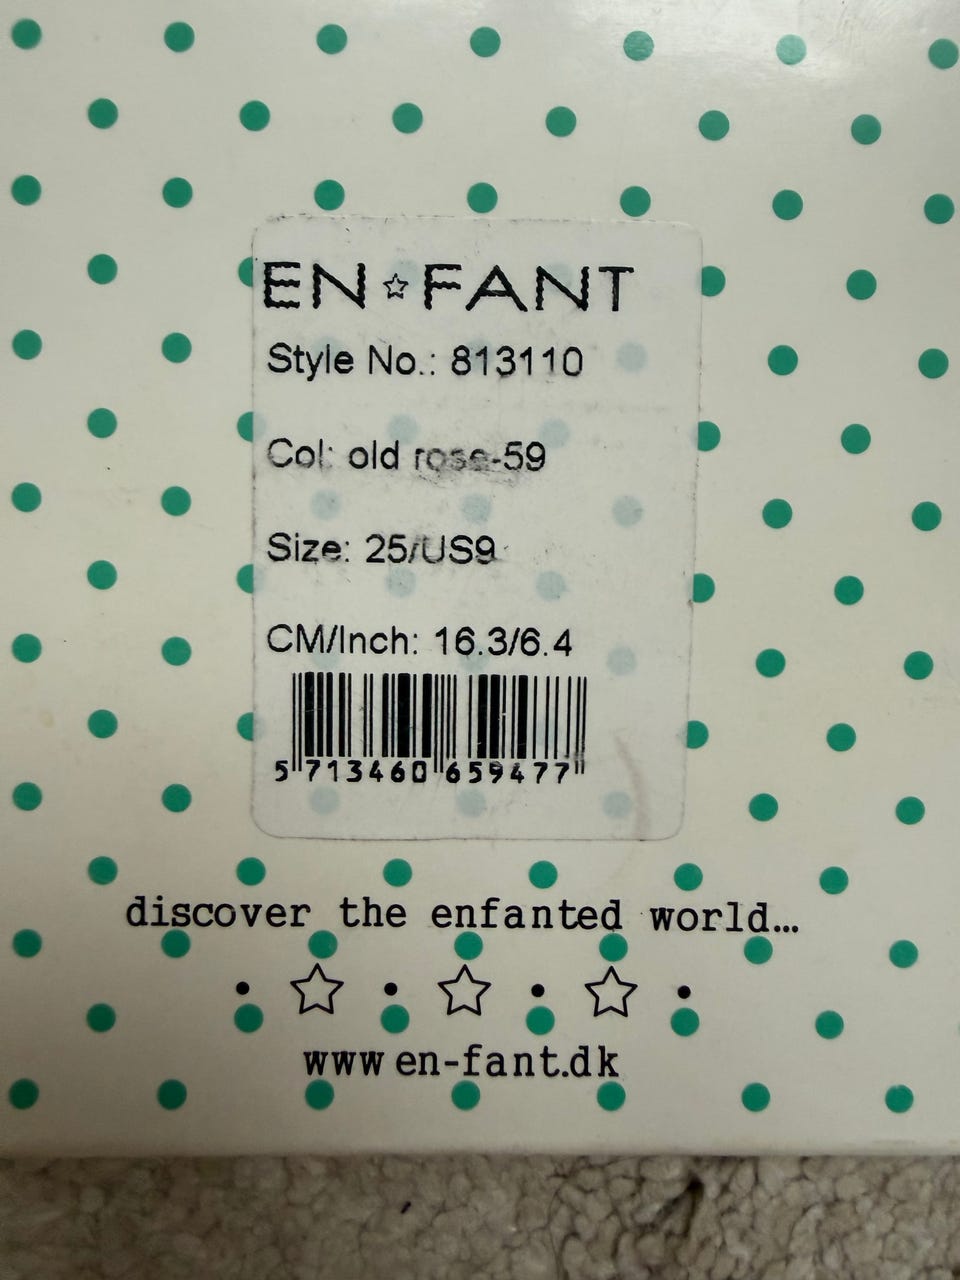 EN☆FANT
Style No.: 813110
Col: old rose-59
Size: 25/US9
CM/Inch: 16.3/6.4
5 713460 659477
discover the enfanted world...
www.en-fant.dk